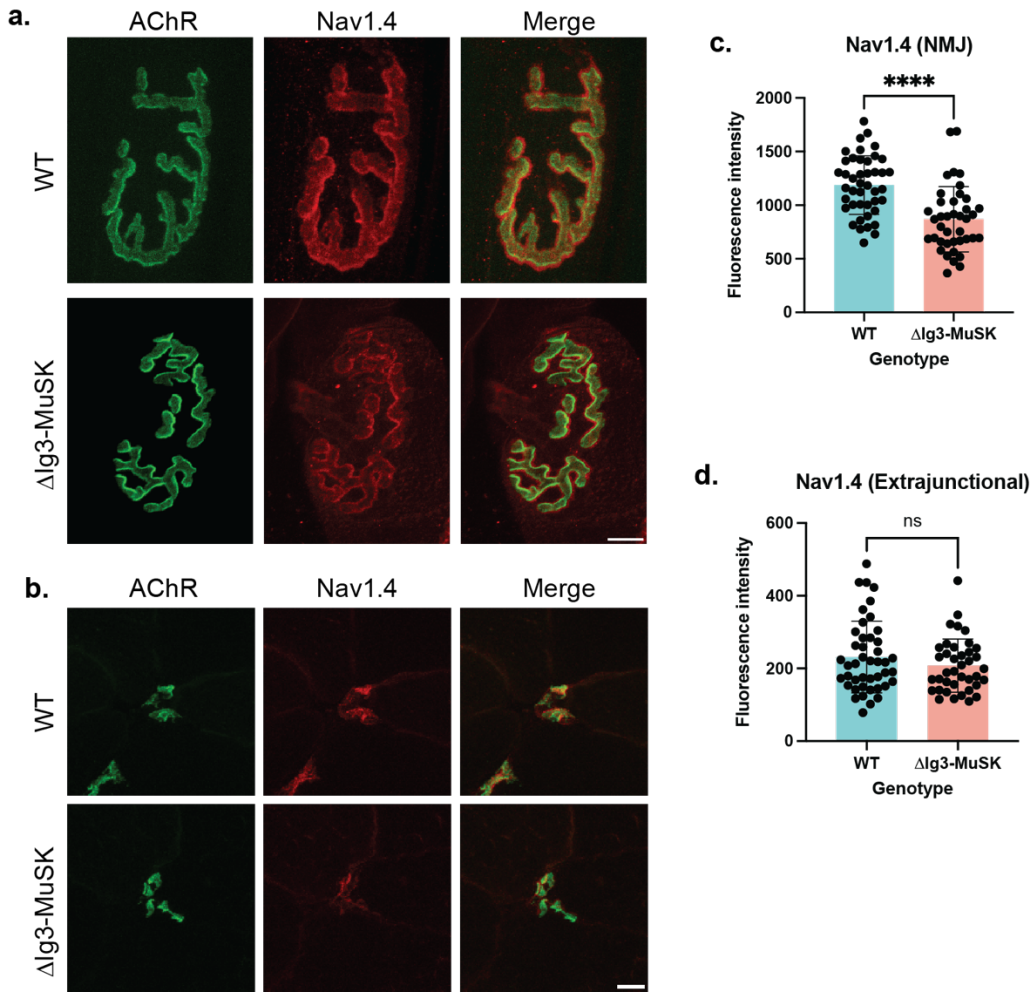 a.
AChR Nav1.4 Merge
WT
ΔIg3-MuSK
b.
AChR Nav1.4 Merge
WT
ΔIg3-MuSK
c.
Nav1.4 (NMJ)
****
2000
1500
1000
500
0
Fluorescence intensity
WT ΔIg3-MuSK
Genotype
d.
Nav1.4 (Extrajunctional)
ns
600
400
200
0
Fluorescence intensity
WT ΔIg3-MuSK
Genotype